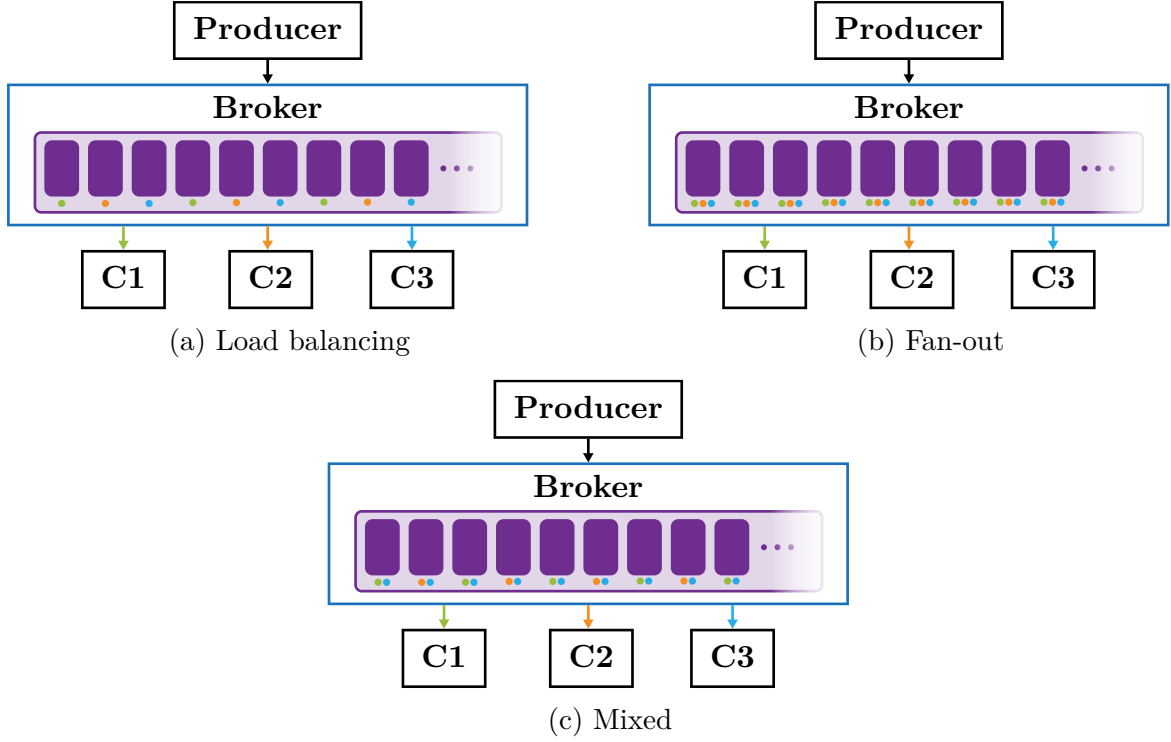 Producer
Producer
Broker
Broker
C1
C2
C3
C1
C2
C3
(a) Load balancing
(b) Fan-out
Producer
Broker
C1
C2
C3
(c) Mixed